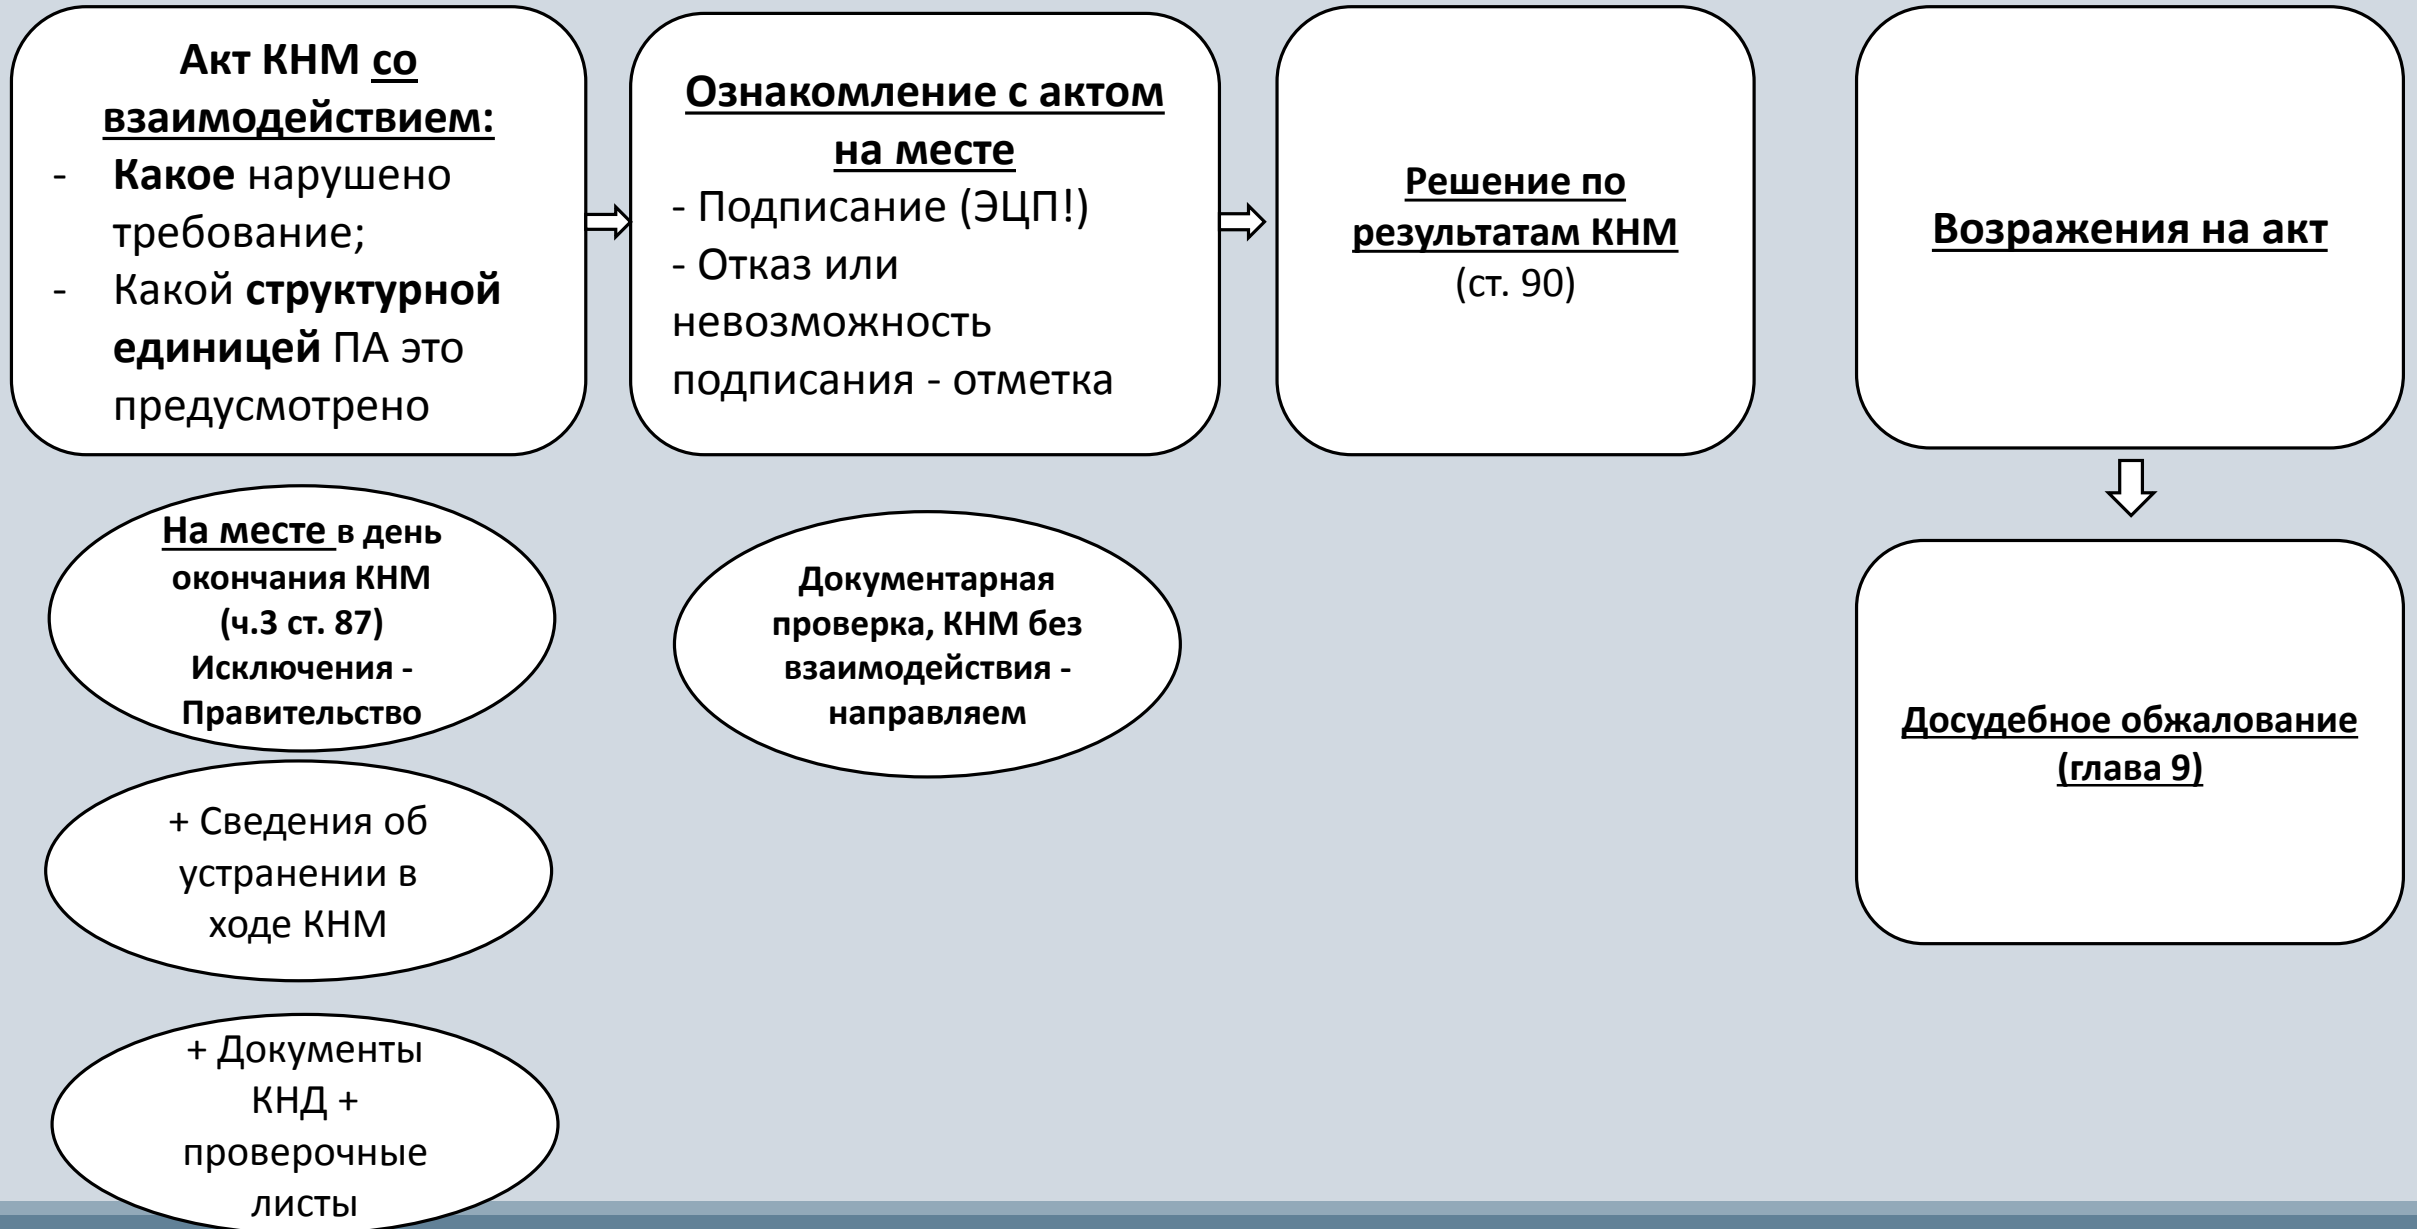 Акт КНМ со
взаимодействием:
- Какое нарушено
требование;
- Какой структурной
единицей ПА это
предусмотрено
Ознакомление с актом
на месте
- Подписание (ЭЦП!)
- Отказ или
невозможность
подписания - отметка
Решение по
результатам КНМ
(ст. 90)
Возражения на акт
На месте в день
окончания КНМ
(ч.3 ст. 87)
Исключения -
Правительство
Документарная
проверка, КНМ без
взаимодействия -
направляем
Досудебное обжалование
(глава 9)
+ Сведения об
устранении в
ходе КНМ
+ Документы
КНД +
проверочные
листы